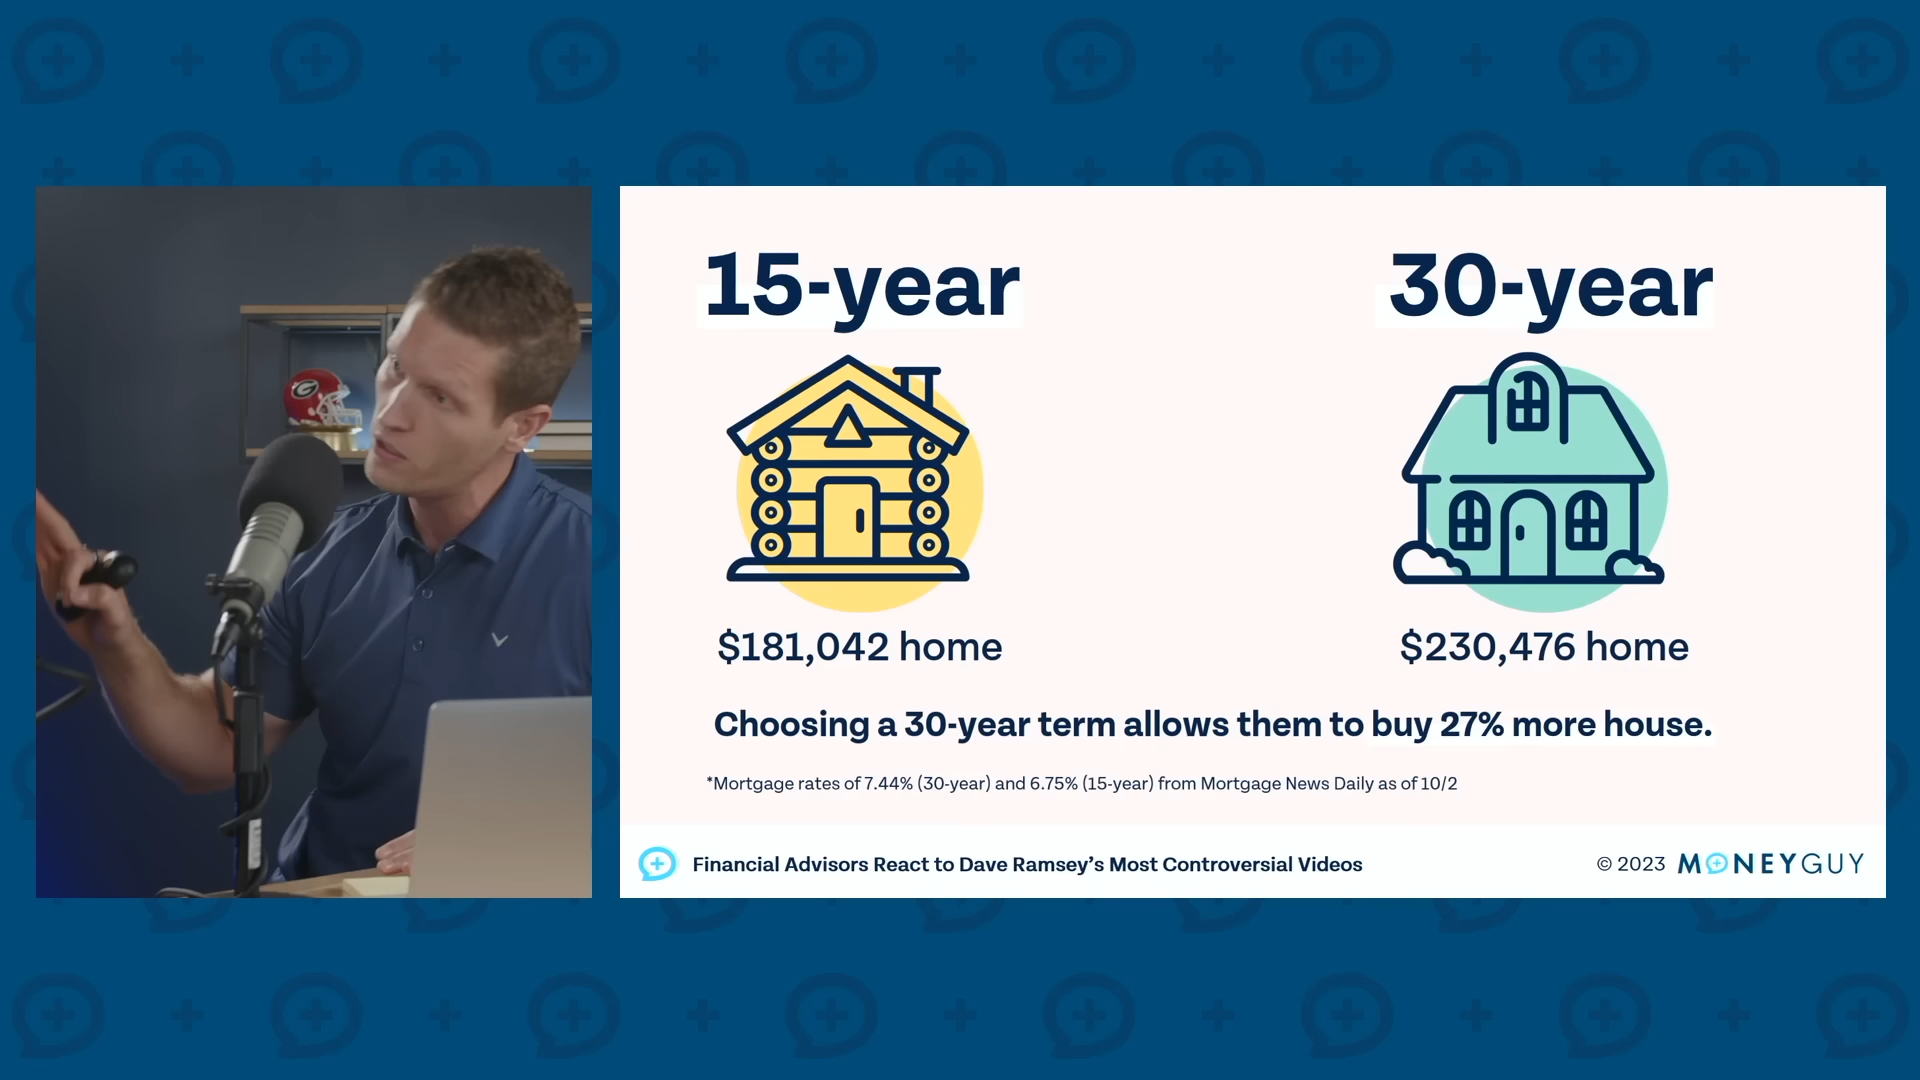 15-year
30-year
$181,042 home
$230,476 home
Choosing a 30-year term allows them to buy 27% more house.
*Mortgage rates of 7.44% (30-year) and 6.75% (15-year) from Mortgage News Daily as of 10/2
Financial Advisors React to Dave Ramsey’s Most Controversial Videos
© 2023 MONEYGUY
G